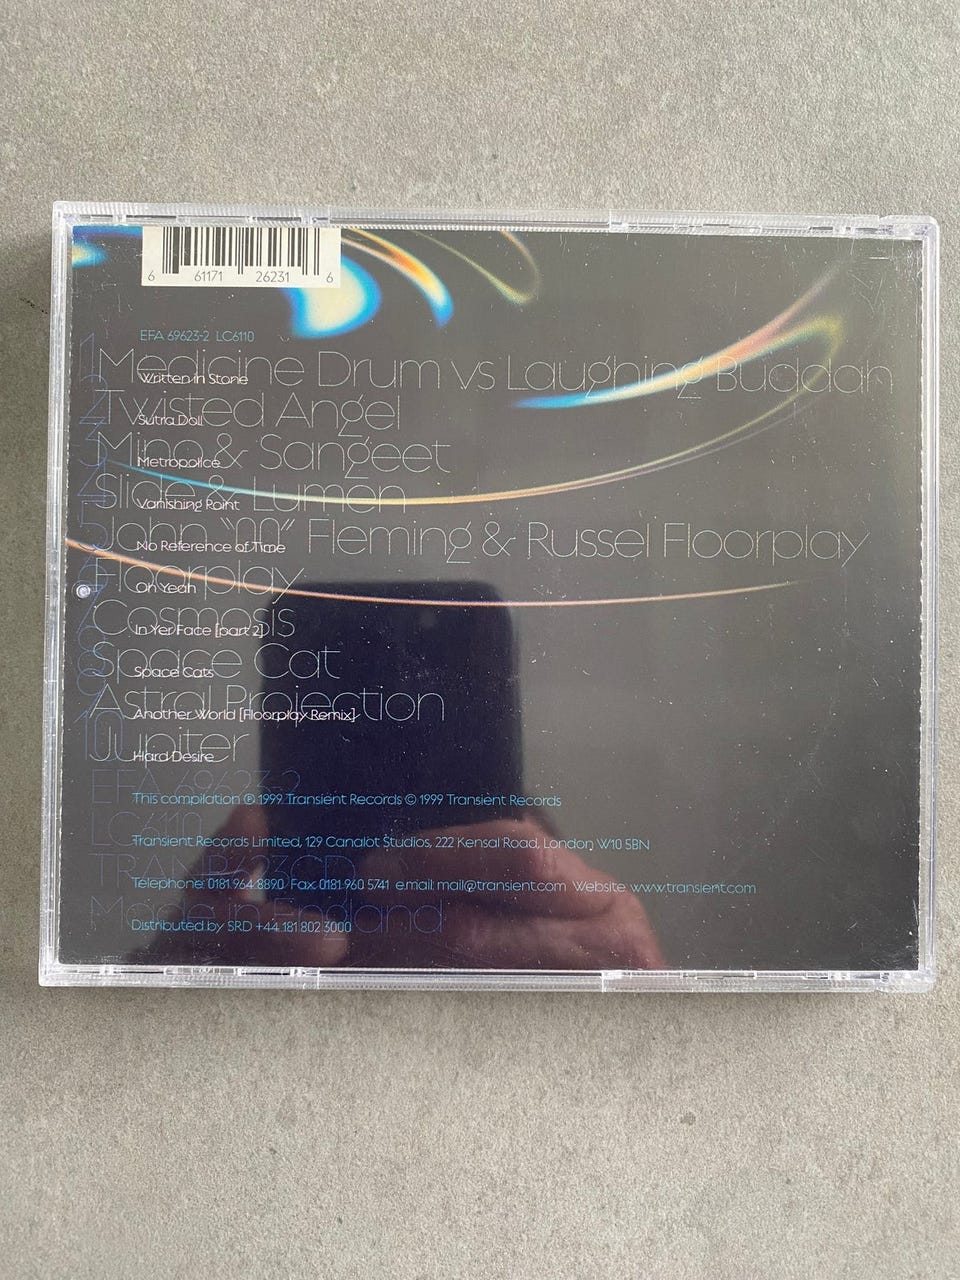 6 61171 26231 6
EFA 69623-2 LC6110
1 Medicine Drum vs Laughing Buddah
Written in Stone
2 Twisted Angel
Sutra Doll
3 Mino & Sangeet
Metropolice
4 Slide & Lumen
Vanishing Point
5 John "00" Fleming & Russel Floorplay
No Reference of Time
6 Floorplay
Oh Yeah
7 Cosmosis
In Yer Face [part 2]
8 Space Cat
Space Cats
9 Astral Projection
Another World [Floorplay Remix]
10 Jupiter
Hard Desire
EFA 69623-2
This compilation ℗ 1999 Transient Records © 1999 Transient Records
LC6110
Transient Records Limited, 129 Canalot Studios, 222 Kensal Road, London W10 5BN
TRANR623CD
Telephone 0181 964 8890 Fax 0181 960 5741 e.mail: mail@transient.com Website www.transient.com
Made in England
Distributed by SRD +44 181 802 3000